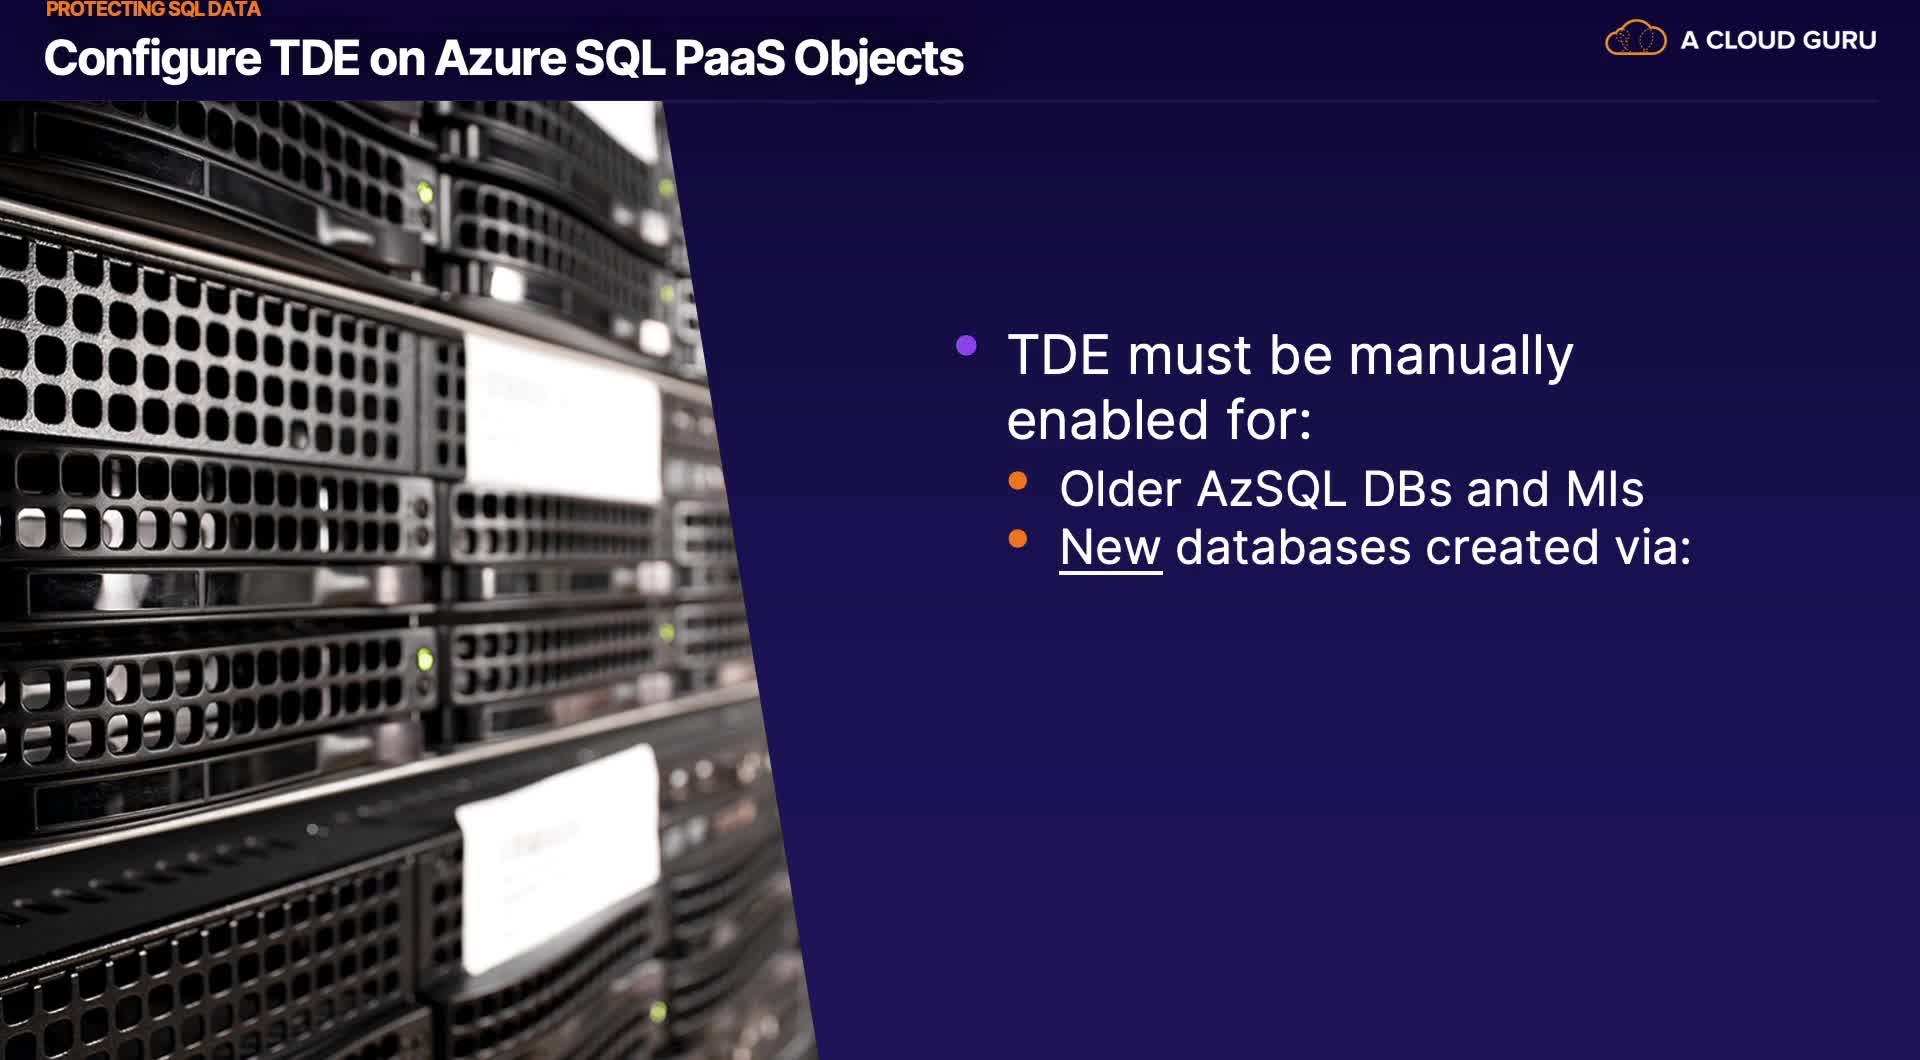 PROTECTING SQL DATA
Configure TDE on Azure SQL PaaS Objects
A CLOUD GURU
TDE must be manually
enabled for:
Older AzSQL DBs and MIs
New databases created via: